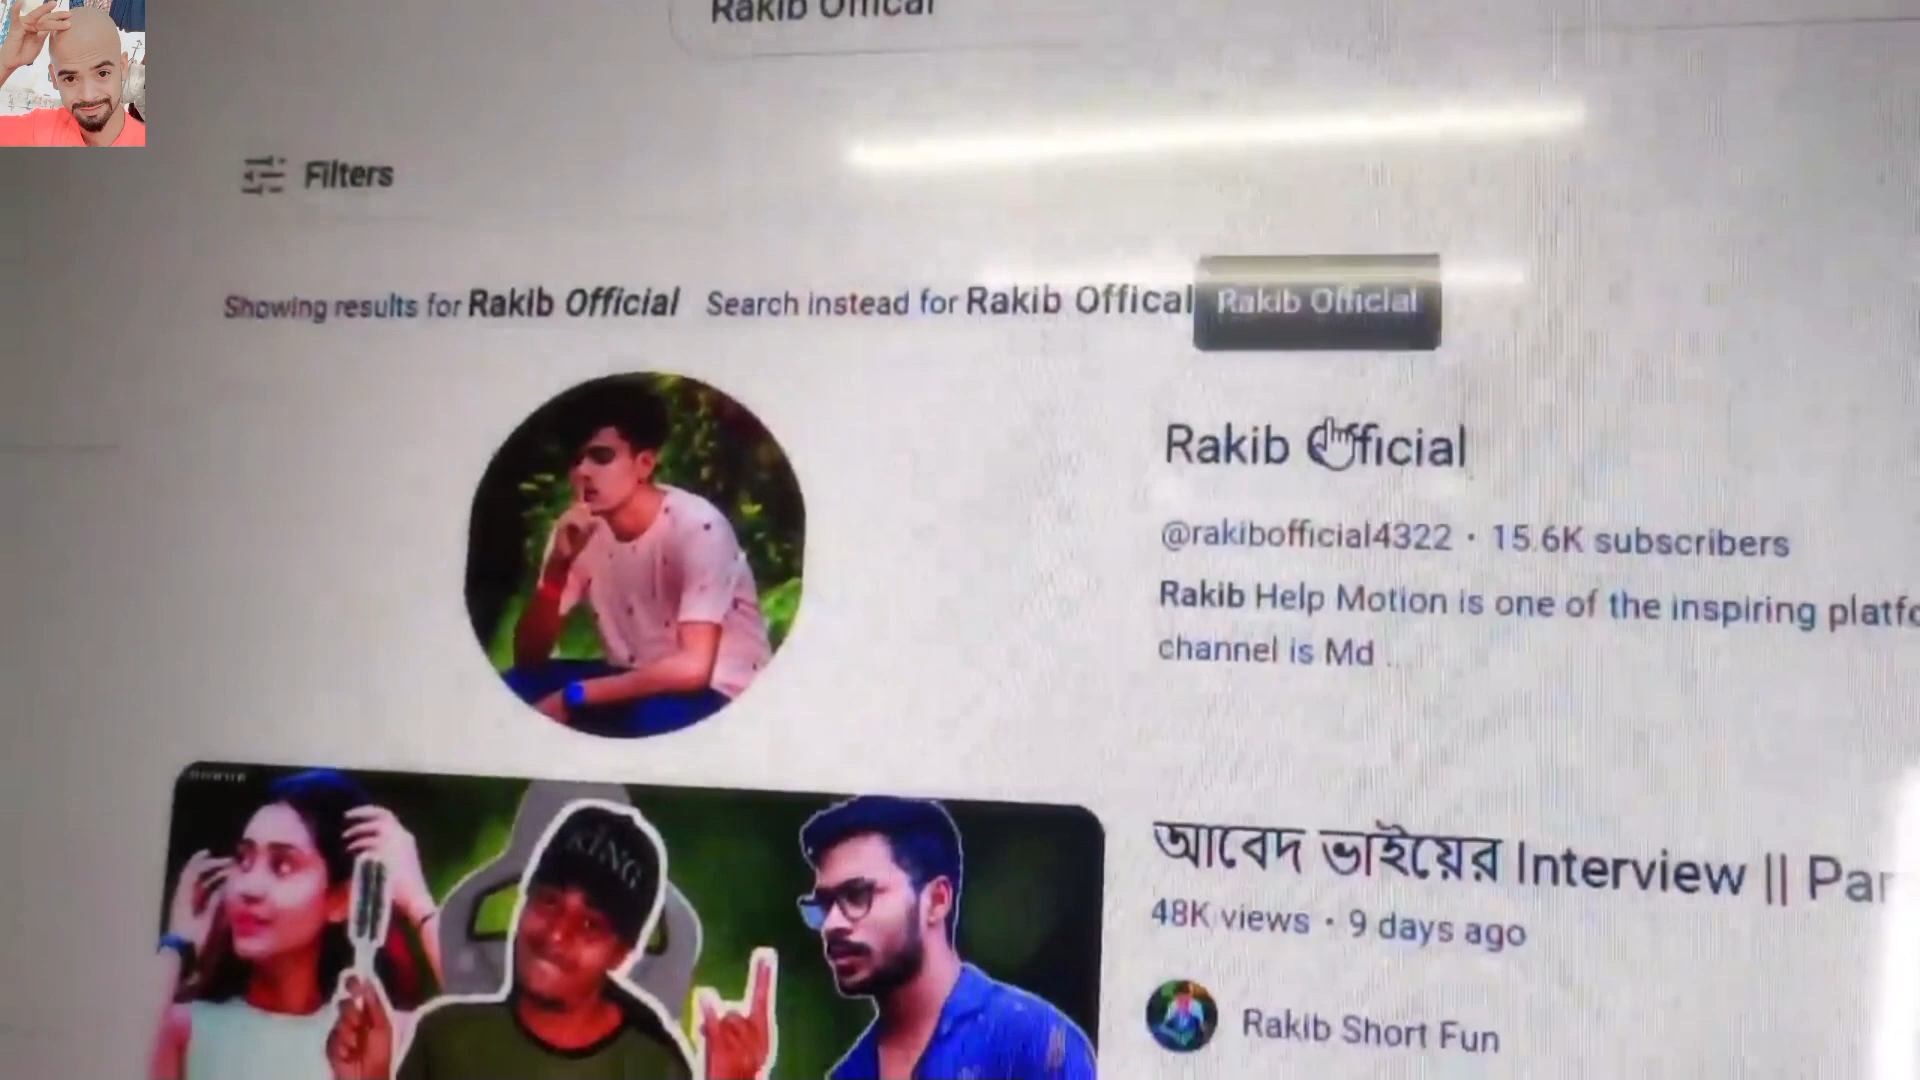 Rakib Offical
Filters
Showing results for Rakib Official Search instead for Rakib Offical
Rakib Official
Rakib Official
@rakibofficial4322 · 15.6K subscribers
Rakib Help Motion is one of the inspiring platfo
channel is Md ...
KING
আবেদ ভাইয়ের Interview || Par
48K views · 9 days ago
Rakib Short Fun